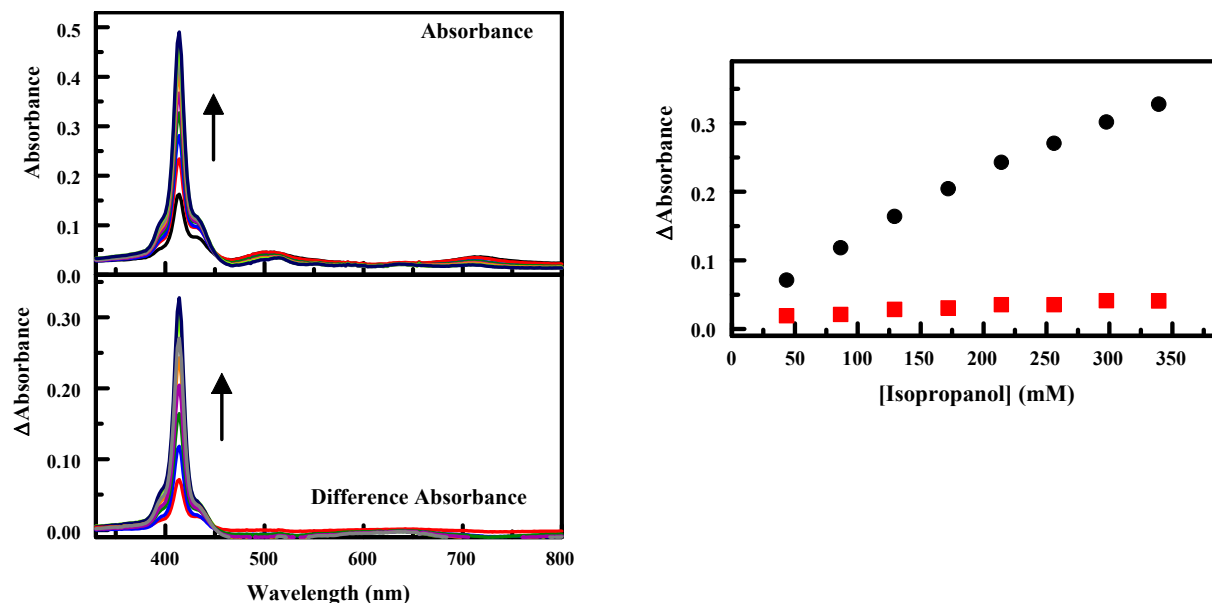 0.5
Absorbance
0.4
0.3
0.2
0.1
0.0
Absorbance
0.30
0.20
0.10
0.00
ΔAbsorbance
Difference Absorbance
400 500 600 700 800
Wavelength (nm)
0.3
0.2
0.1
0.0
ΔAbsorbance
0 50 100 150 200 250 300 350
[Isopropanol] (mM)